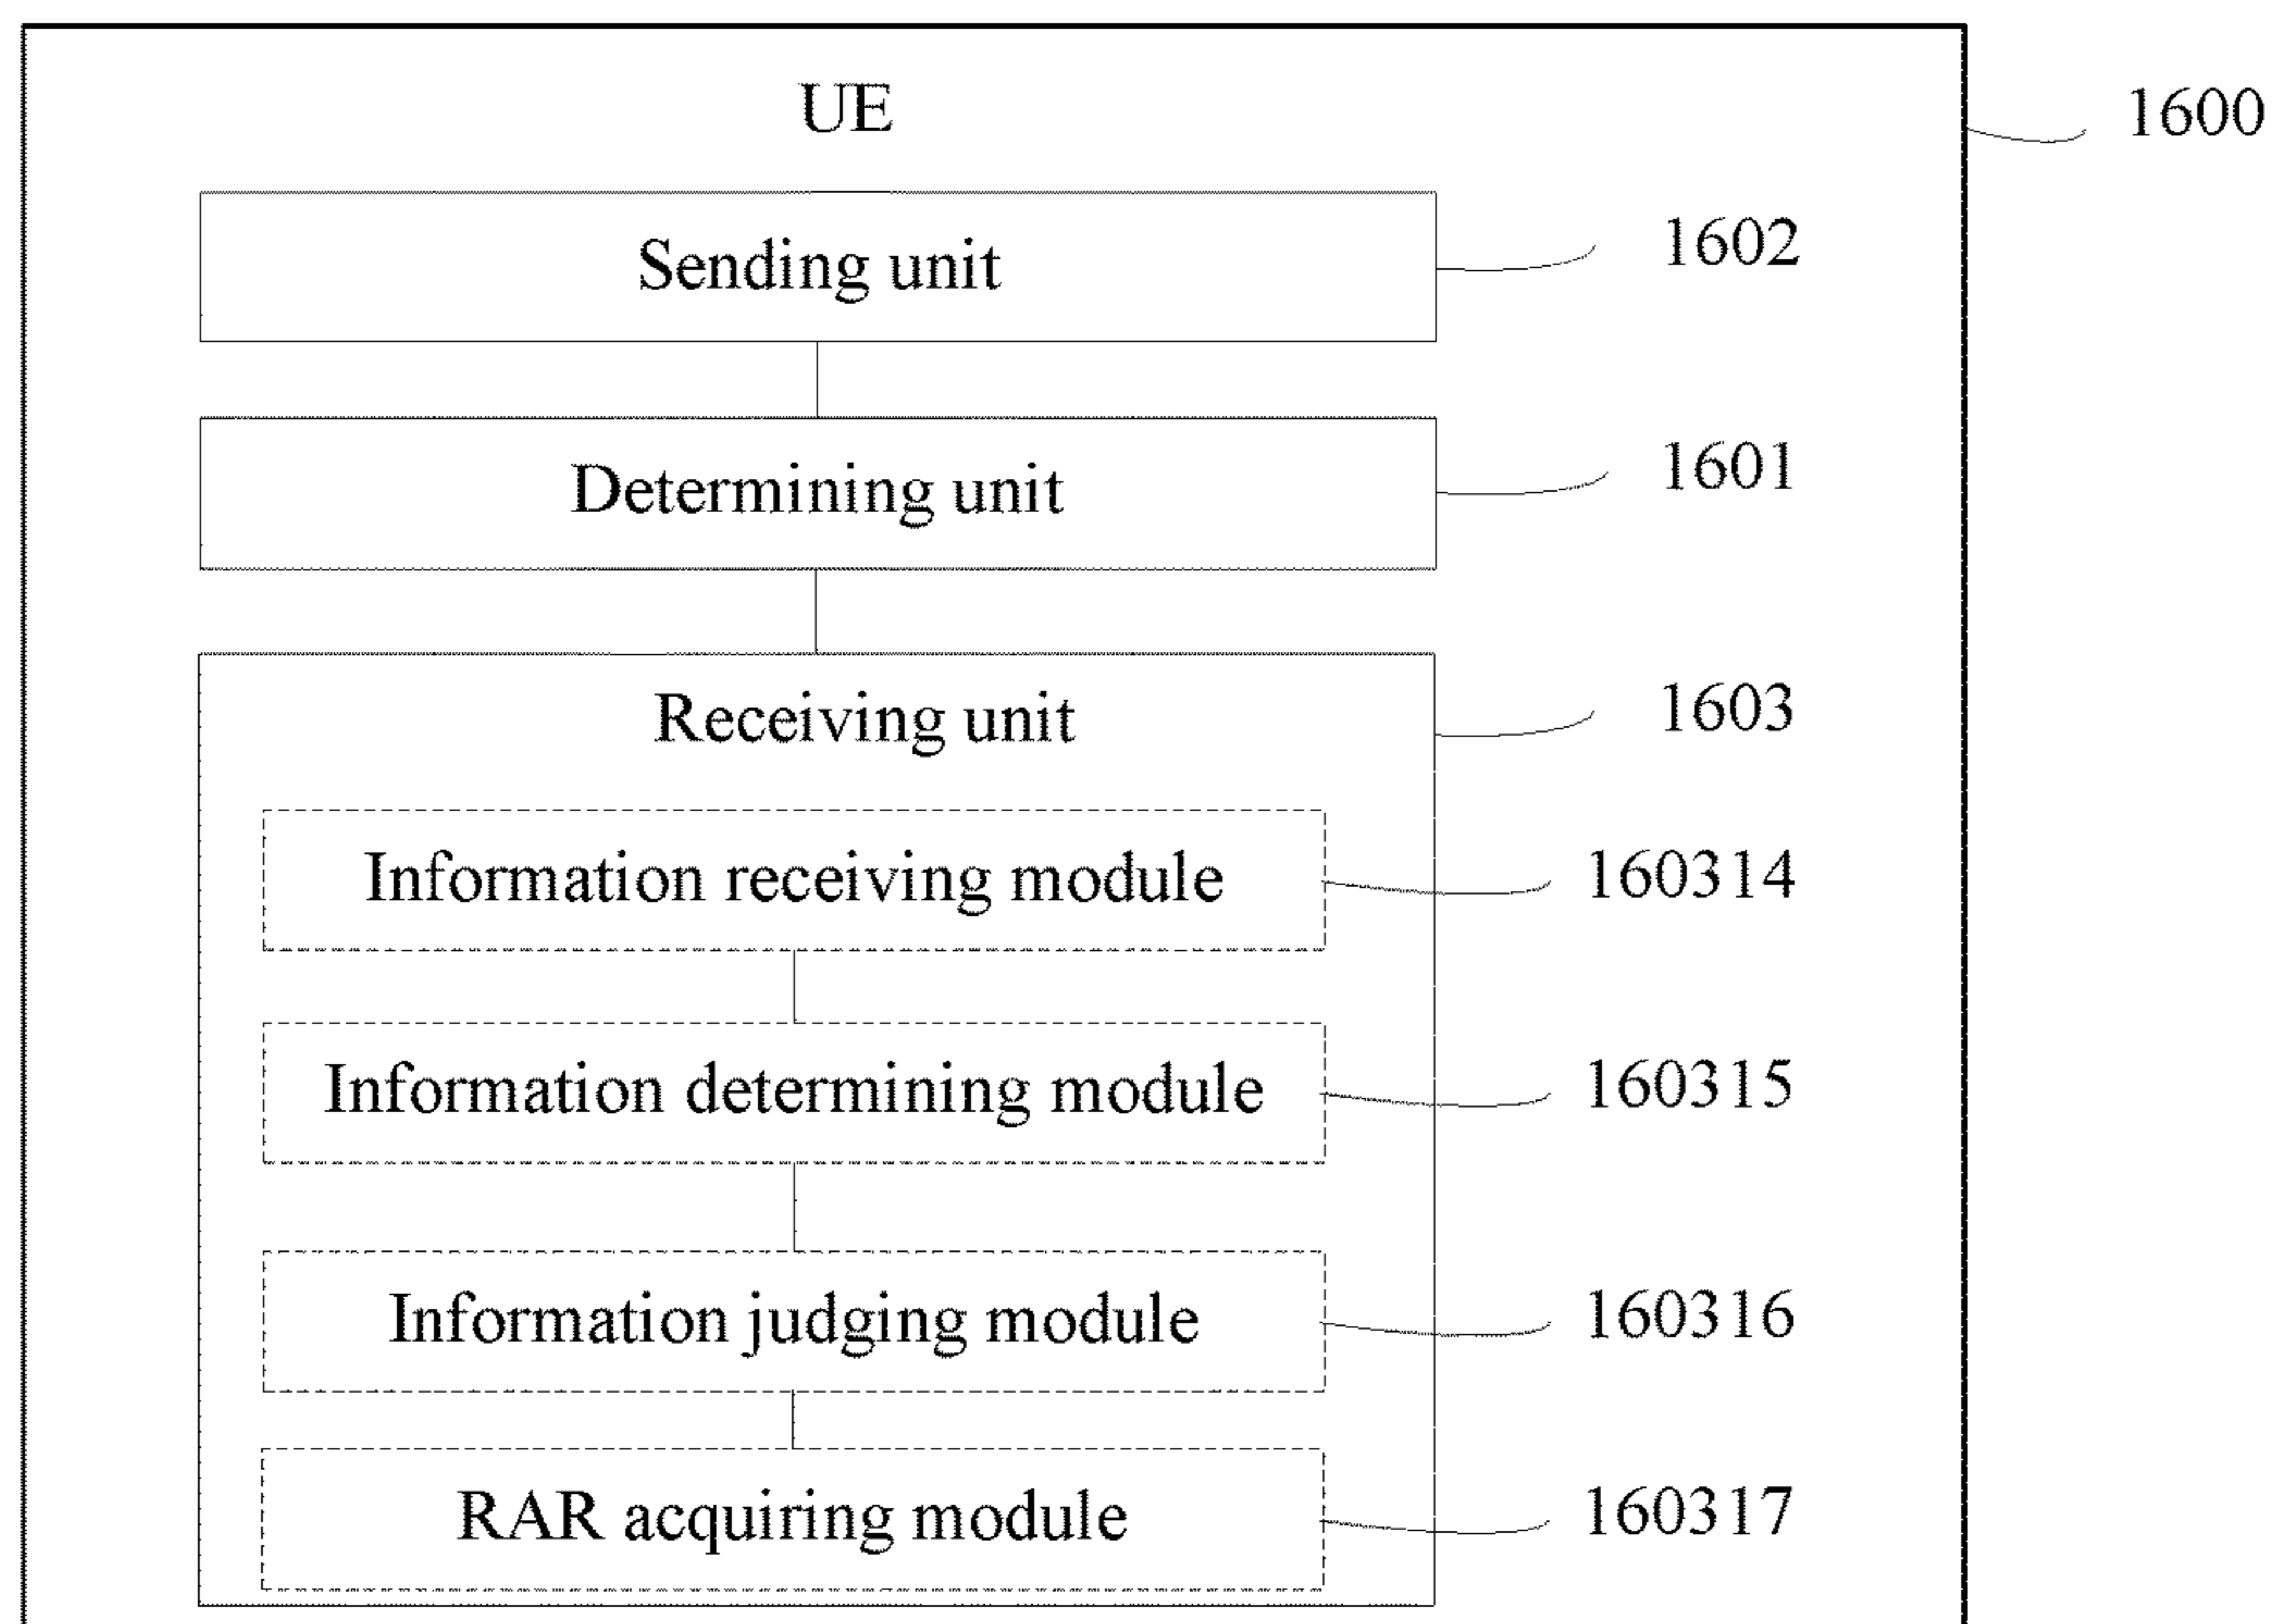 UE
1600
Sending unit
1602
Determining unit
1601
Receiving unit
1603
Information receiving module
160314
Information determining module
160315
Information judging module
160316
RAR acquiring module
160317